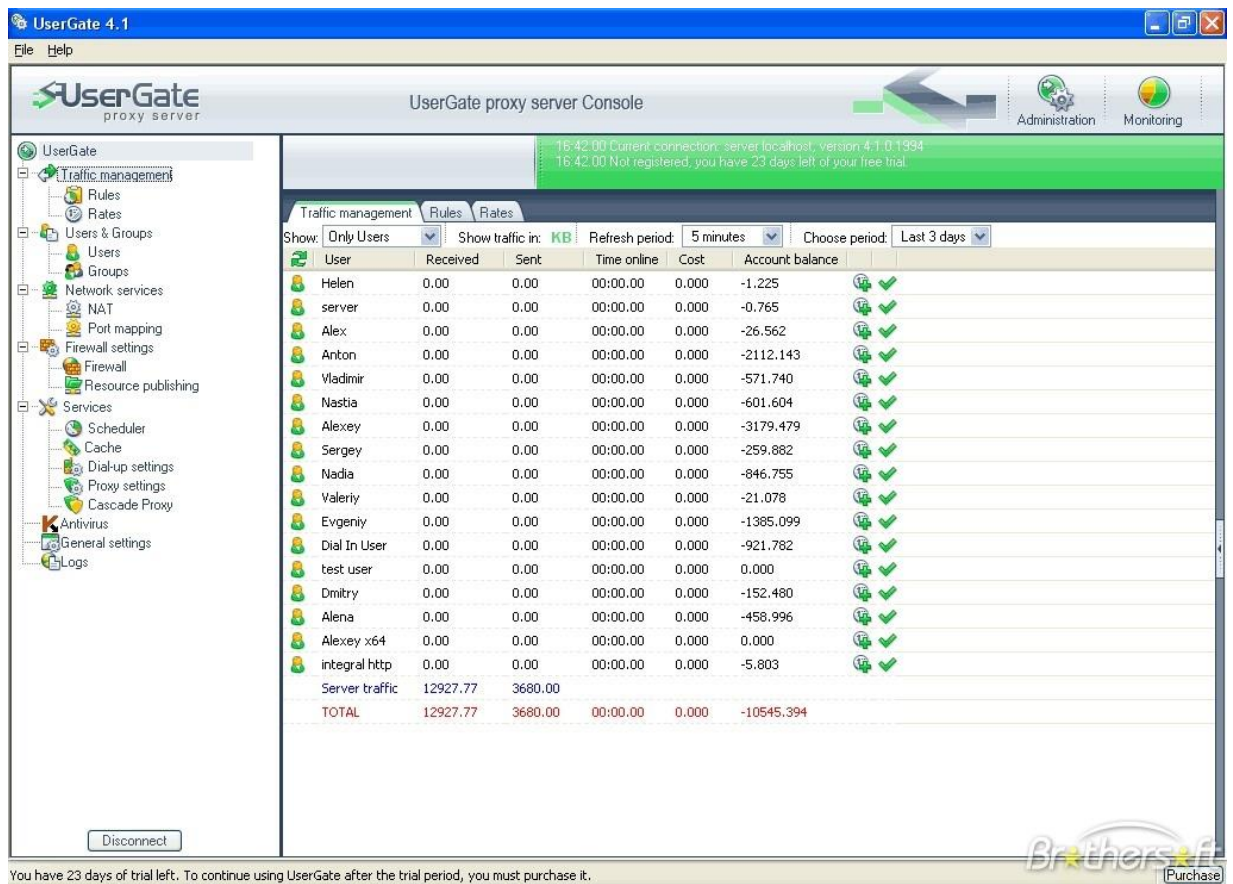 UserGate 4.1
File Help
UserGate
proxy server
UserGate proxy server Console
Administration
Monitoring
UserGate
Traffic management
Rules
Rates
Users & Groups
Users
Groups
Network services
NAT
Port mapping
Firewall settings
Firewall
Resource publishing
Services
Scheduler
Cache
Dial-up settings
Proxy settings
Cascade Proxy
Antivirus
General settings
Logs
Disconnect
16:42:00 Current connection: server localhost, version 4.1.0.1994
16:42:00 Not registered, you have 23 days left of your free trial.
Traffic management Rules Rates
Show: Only Users Show traffic in: KB Refresh period: 5 minutes Choose period: Last 3 days
User Received Sent Time online Cost Account balance
Helen 0.00 0.00 00:00.00 0.000 -1.225
server 0.00 0.00 00:00.00 0.000 -0.765
Alex 0.00 0.00 00:00.00 0.000 -26.562
Anton 0.00 0.00 00:00.00 0.000 -2112.143
Vladimir 0.00 0.00 00:00.00 0.000 -571.740
Nastia 0.00 0.00 00:00.00 0.000 -601.604
Alexey 0.00 0.00 00:00.00 0.000 -3179.479
Sergey 0.00 0.00 00:00.00 0.000 -259.882
Nadia 0.00 0.00 00:00.00 0.000 -846.755
Valeriy 0.00 0.00 00:00.00 0.000 -21.078
Evgeniy 0.00 0.00 00:00.00 0.000 -1385.099
Dial In User 0.00 0.00 00:00.00 0.000 -921.782
test user 0.00 0.00 00:00.00 0.000 0.000
Dmitry 0.00 0.00 00:00.00 0.000 -152.480
Alena 0.00 0.00 00:00.00 0.000 -458.996
Alexey x64 0.00 0.00 00:00.00 0.000 0.000
integral http 0.00 0.00 00:00.00 0.000 -5.803
Server traffic 12927.77 3680.00
TOTAL 12927.77 3680.00 00:00.00 0.000 -10545.394
Brothersoft
You have 23 days of trial left. To continue using UserGate after the trial period, you must purchase it.
Purchase